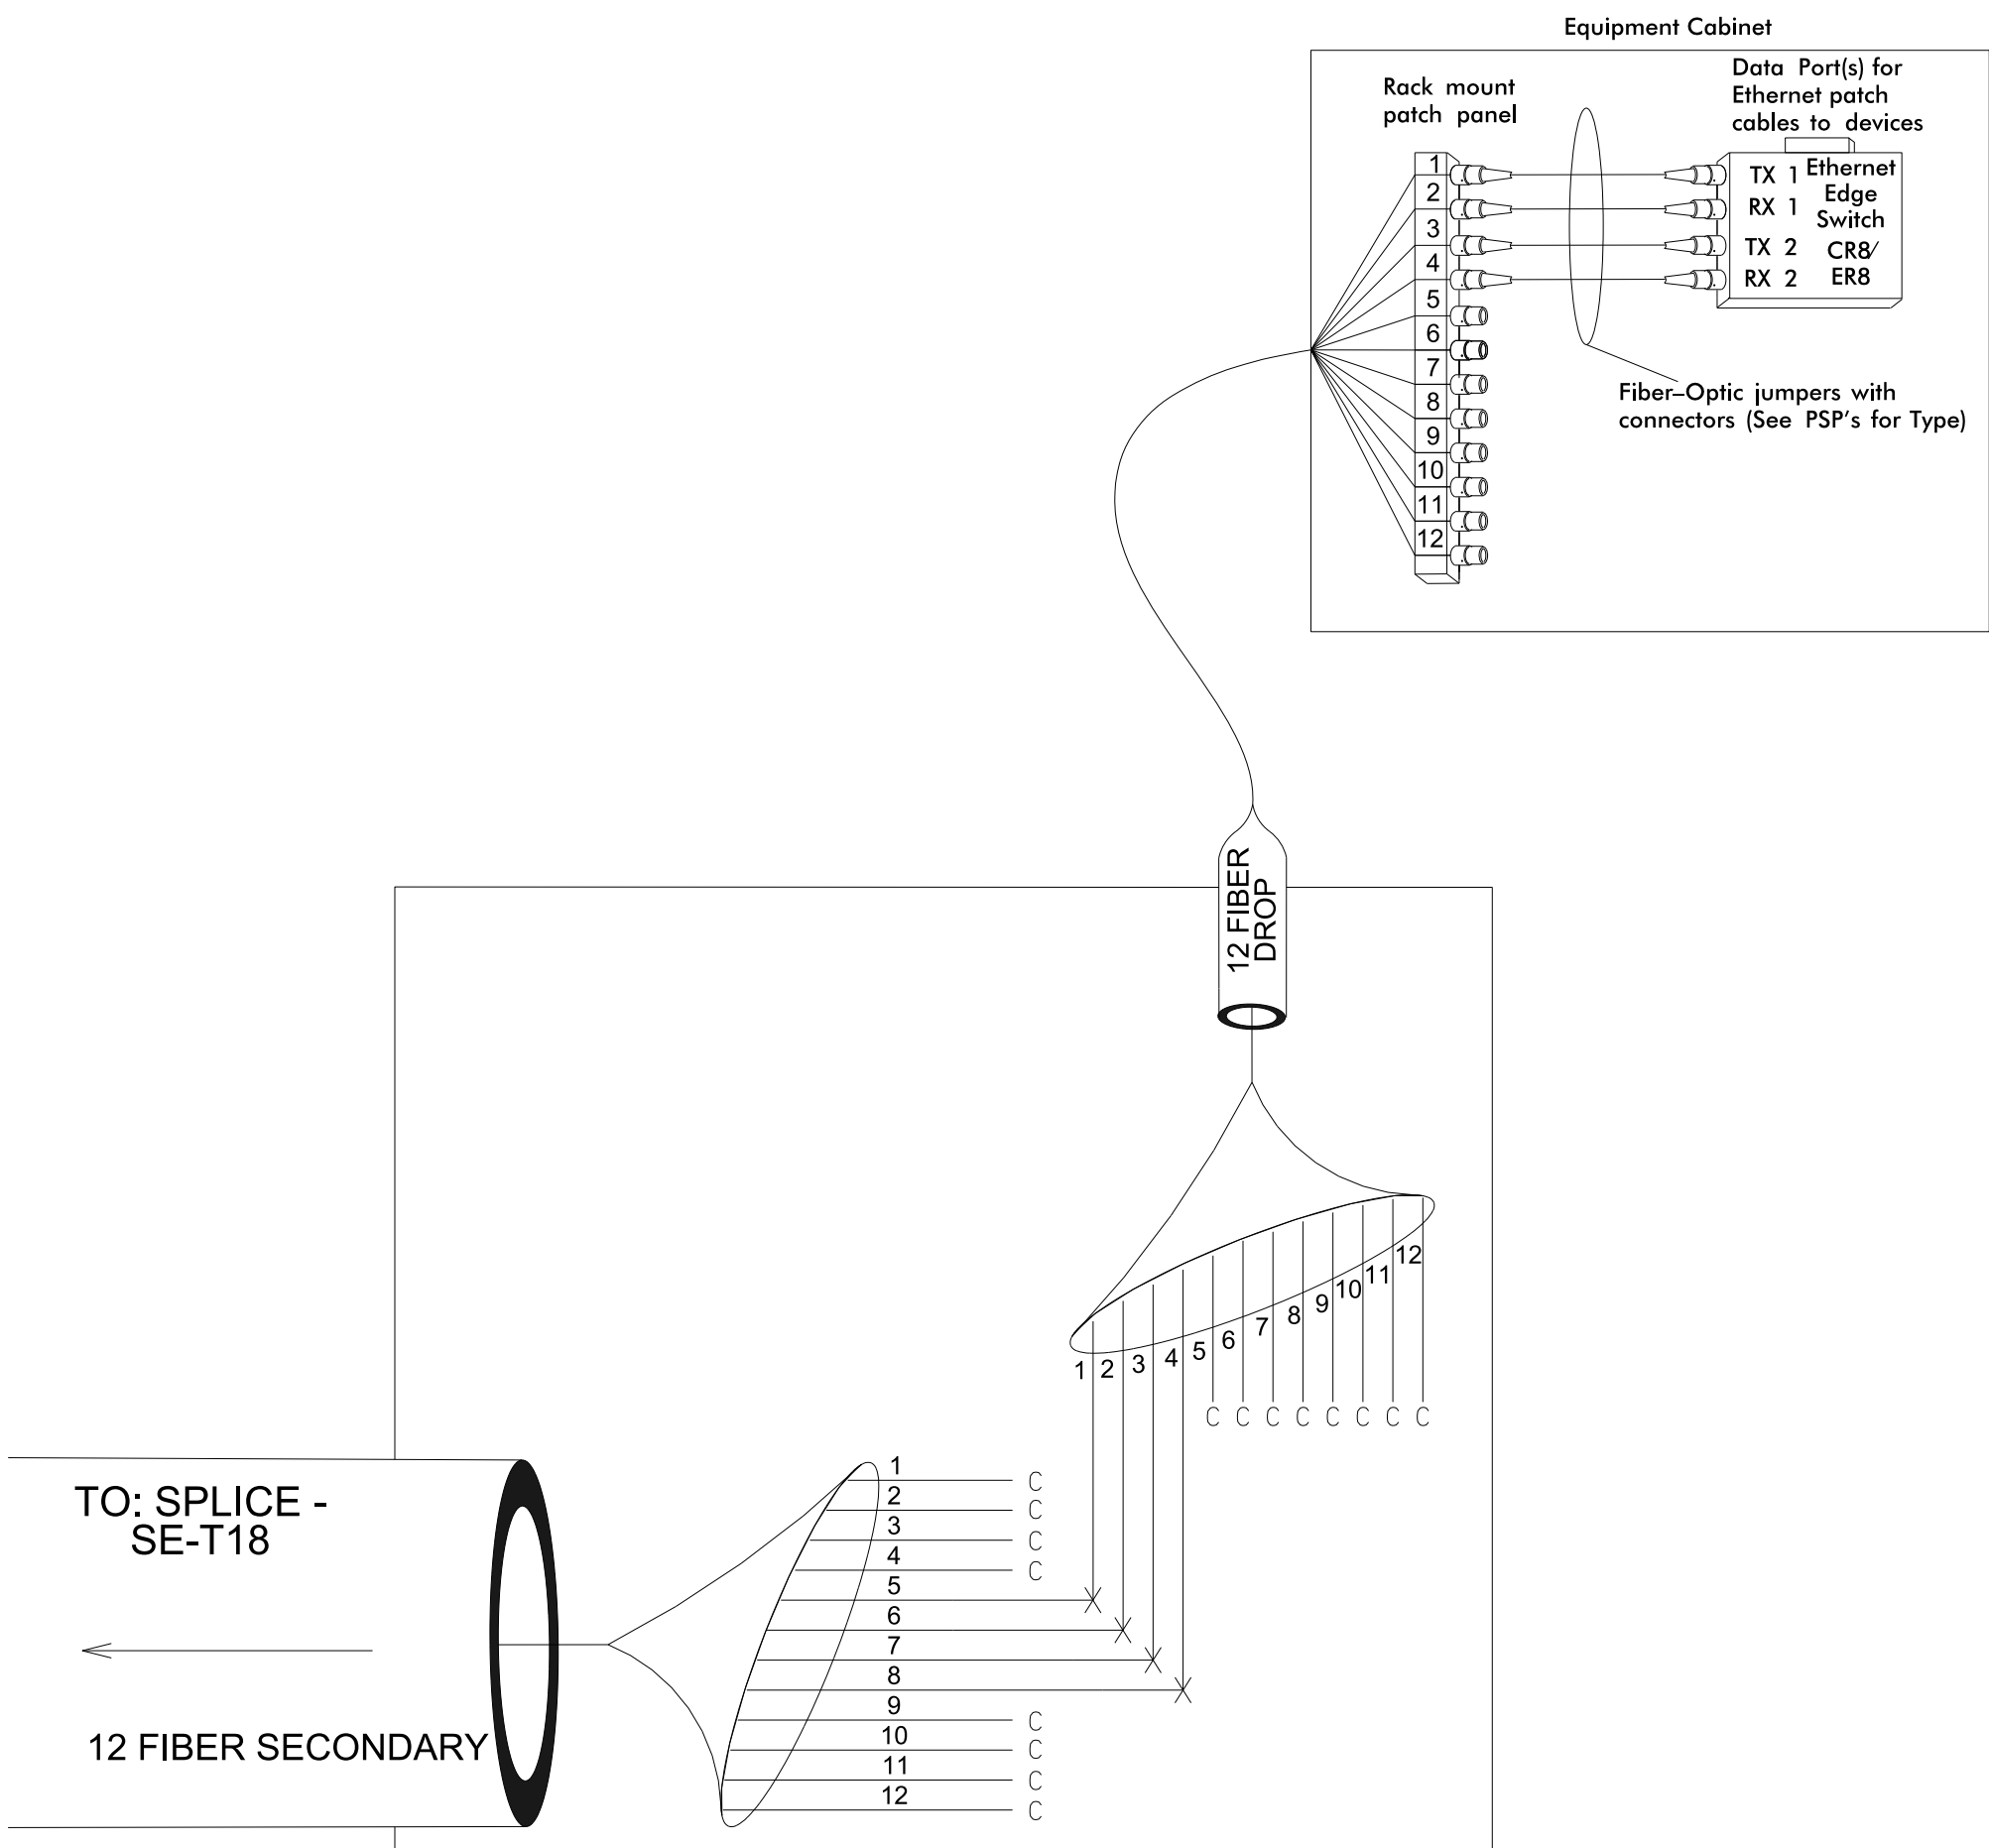 Equipment Cabinet
Rack mount
patch panel
Data Port(s) for
Ethernet patch
cables to devices
1
2
3
4
5
6
7
8
9
10
11
12
TX 1
RX 1
TX 2
RX 2
Ethernet
Edge
Switch
CR8/
ER8
Fiber-Optic jumpers with
connectors (See PSP's for Type)
12 FIBER
DROP
1 2 3 4 5 6 7 8 9 10 11 12
C C C C C C C C
TO: SPLICE -
SE-T18
12 FIBER SECONDARY
1 C
2 C
3 C
4 C
5
6
7
8
9 C
10 C
11 C
12 C